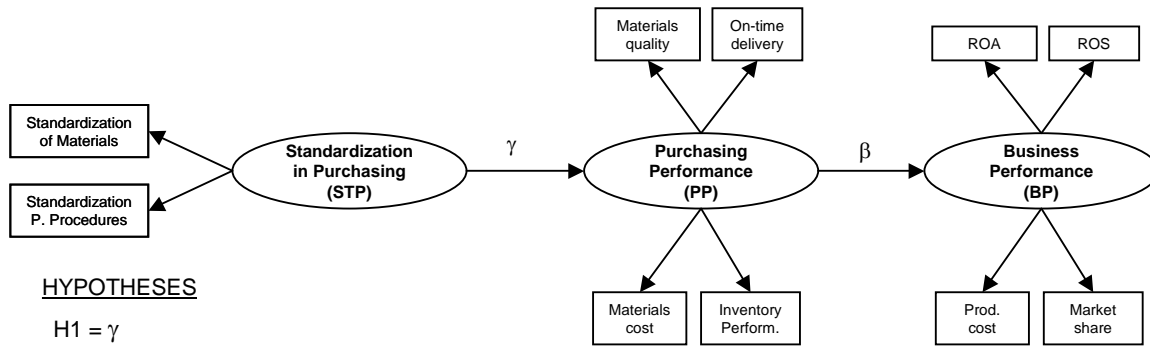 Materials
quality
On-time
delivery
ROA
ROS
Standardization
of Materials
Standardization
in Purchasing
(STP)
γ
Purchasing
Performance
(PP)
β
Business
Performance
(BP)
Standardization
P. Procedures
HYPOTHESES
H1 = γ
Materials
cost
Inventory
Perform.
Prod.
cost
Market
share